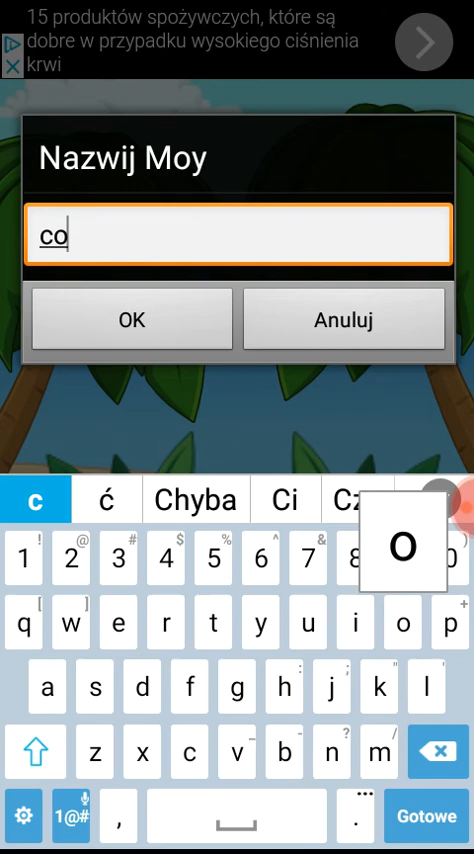 15 produktów spożywczych, które są
dobre w przypadku wysokiego ciśnienia
krwi
Nazwij Moy
co
OK Anuluj
c ć Chyba Ci
o
! @ # $ % ^ & )
1 2 3 4 5 6 7 8 0
[ ] +
q w e r t y u i o p
: ; " '
a s d f g h j k l
_ - ? /
z x c v b n m
1@# , ... . Gotowe